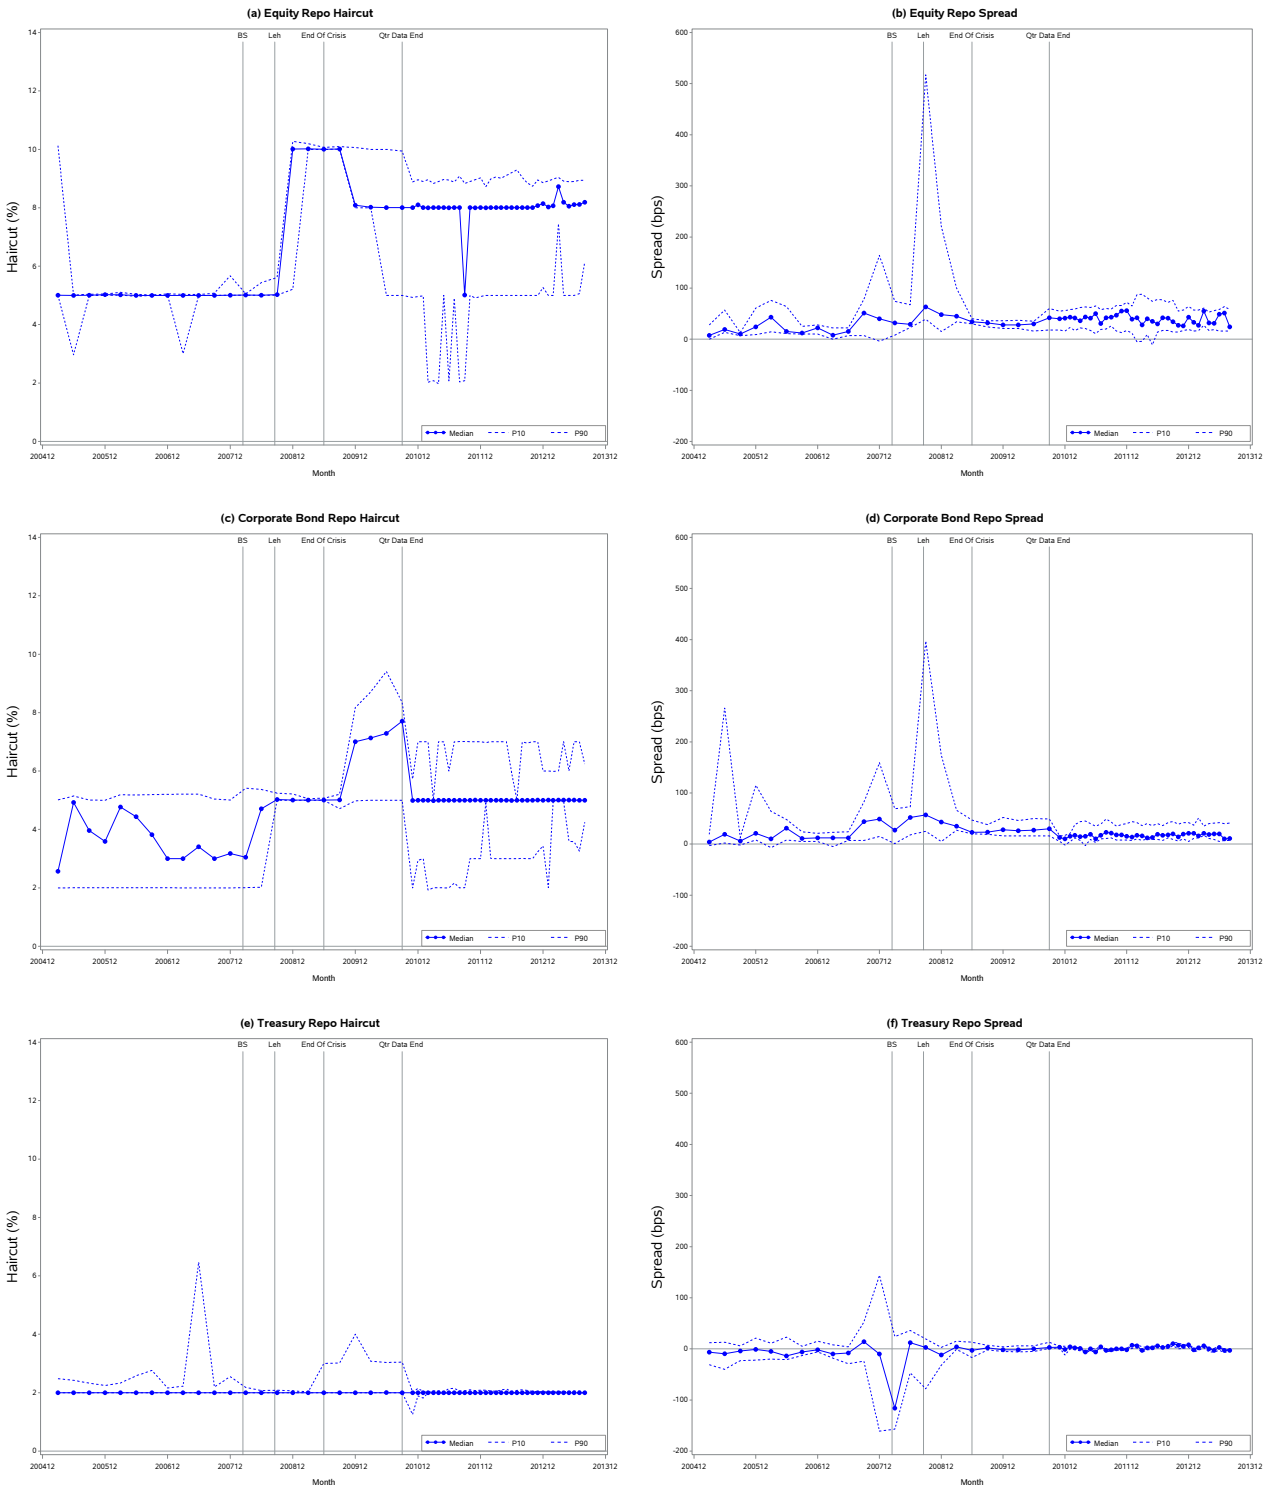 (a) Equity Repo Haircut
BS Leh End Of Crisis Qtr Data End
14
12
10
8
6
4
2
0
Haircut (%)
200412 200512 200612 200712 200812 200912 201012 201112 201212 201312
Month
Median P10 P90
(b) Equity Repo Spread
BS Leh End Of Crisis Qtr Data End
600
500
400
300
200
100
0
-100
-200
Spread (bps)
200412 200512 200612 200712 200812 200912 201012 201112 201212 201312
Month
Median P10 P90
(c) Corporate Bond Repo Haircut
BS Leh End Of Crisis Qtr Data End
14
12
10
8
6
4
2
0
Haircut (%)
200412 200512 200612 200712 200812 200912 201012 201112 201212 201312
Month
Median P10 P90
(d) Corporate Bond Repo Spread
BS Leh End Of Crisis Qtr Data End
600
500
400
300
200
100
0
-100
-200
Spread (bps)
200412 200512 200612 200712 200812 200912 201012 201112 201212 201312
Month
Median P10 P90
(e) Treasury Repo Haircut
BS Leh End Of Crisis Qtr Data End
14
12
10
8
6
4
2
0
Haircut (%)
200412 200512 200612 200712 200812 200912 201012 201112 201212 201312
Month
Median P10 P90
(f) Treasury Repo Spread
BS Leh End Of Crisis Qtr Data End
600
500
400
300
200
100
0
-100
-200
Spread (bps)
200412 200512 200612 200712 200812 200912 201012 201112 201212 201312
Month
Median P10 P90